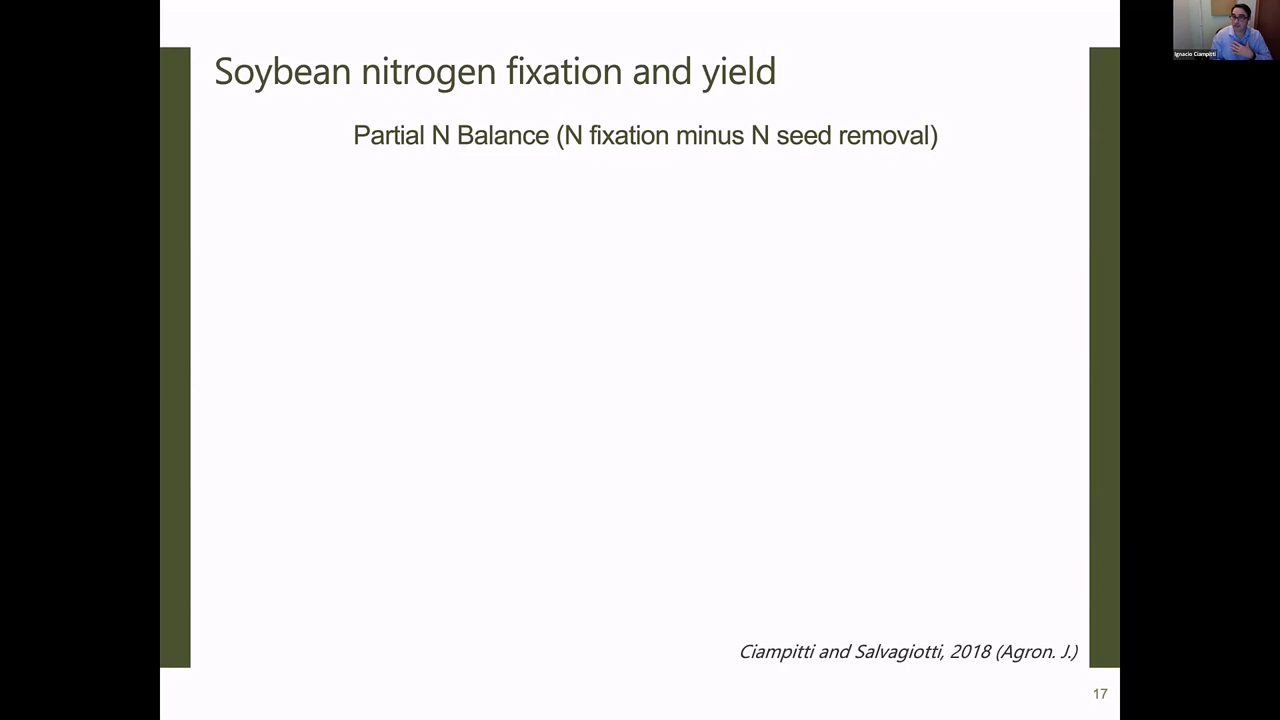 Soybean nitrogen fixation and yield
Partial N Balance (N fixation minus N seed removal)
Ciampitti and Salvagiotti, 2018 (Agron. J.)
17
Ignacio Ciampitti